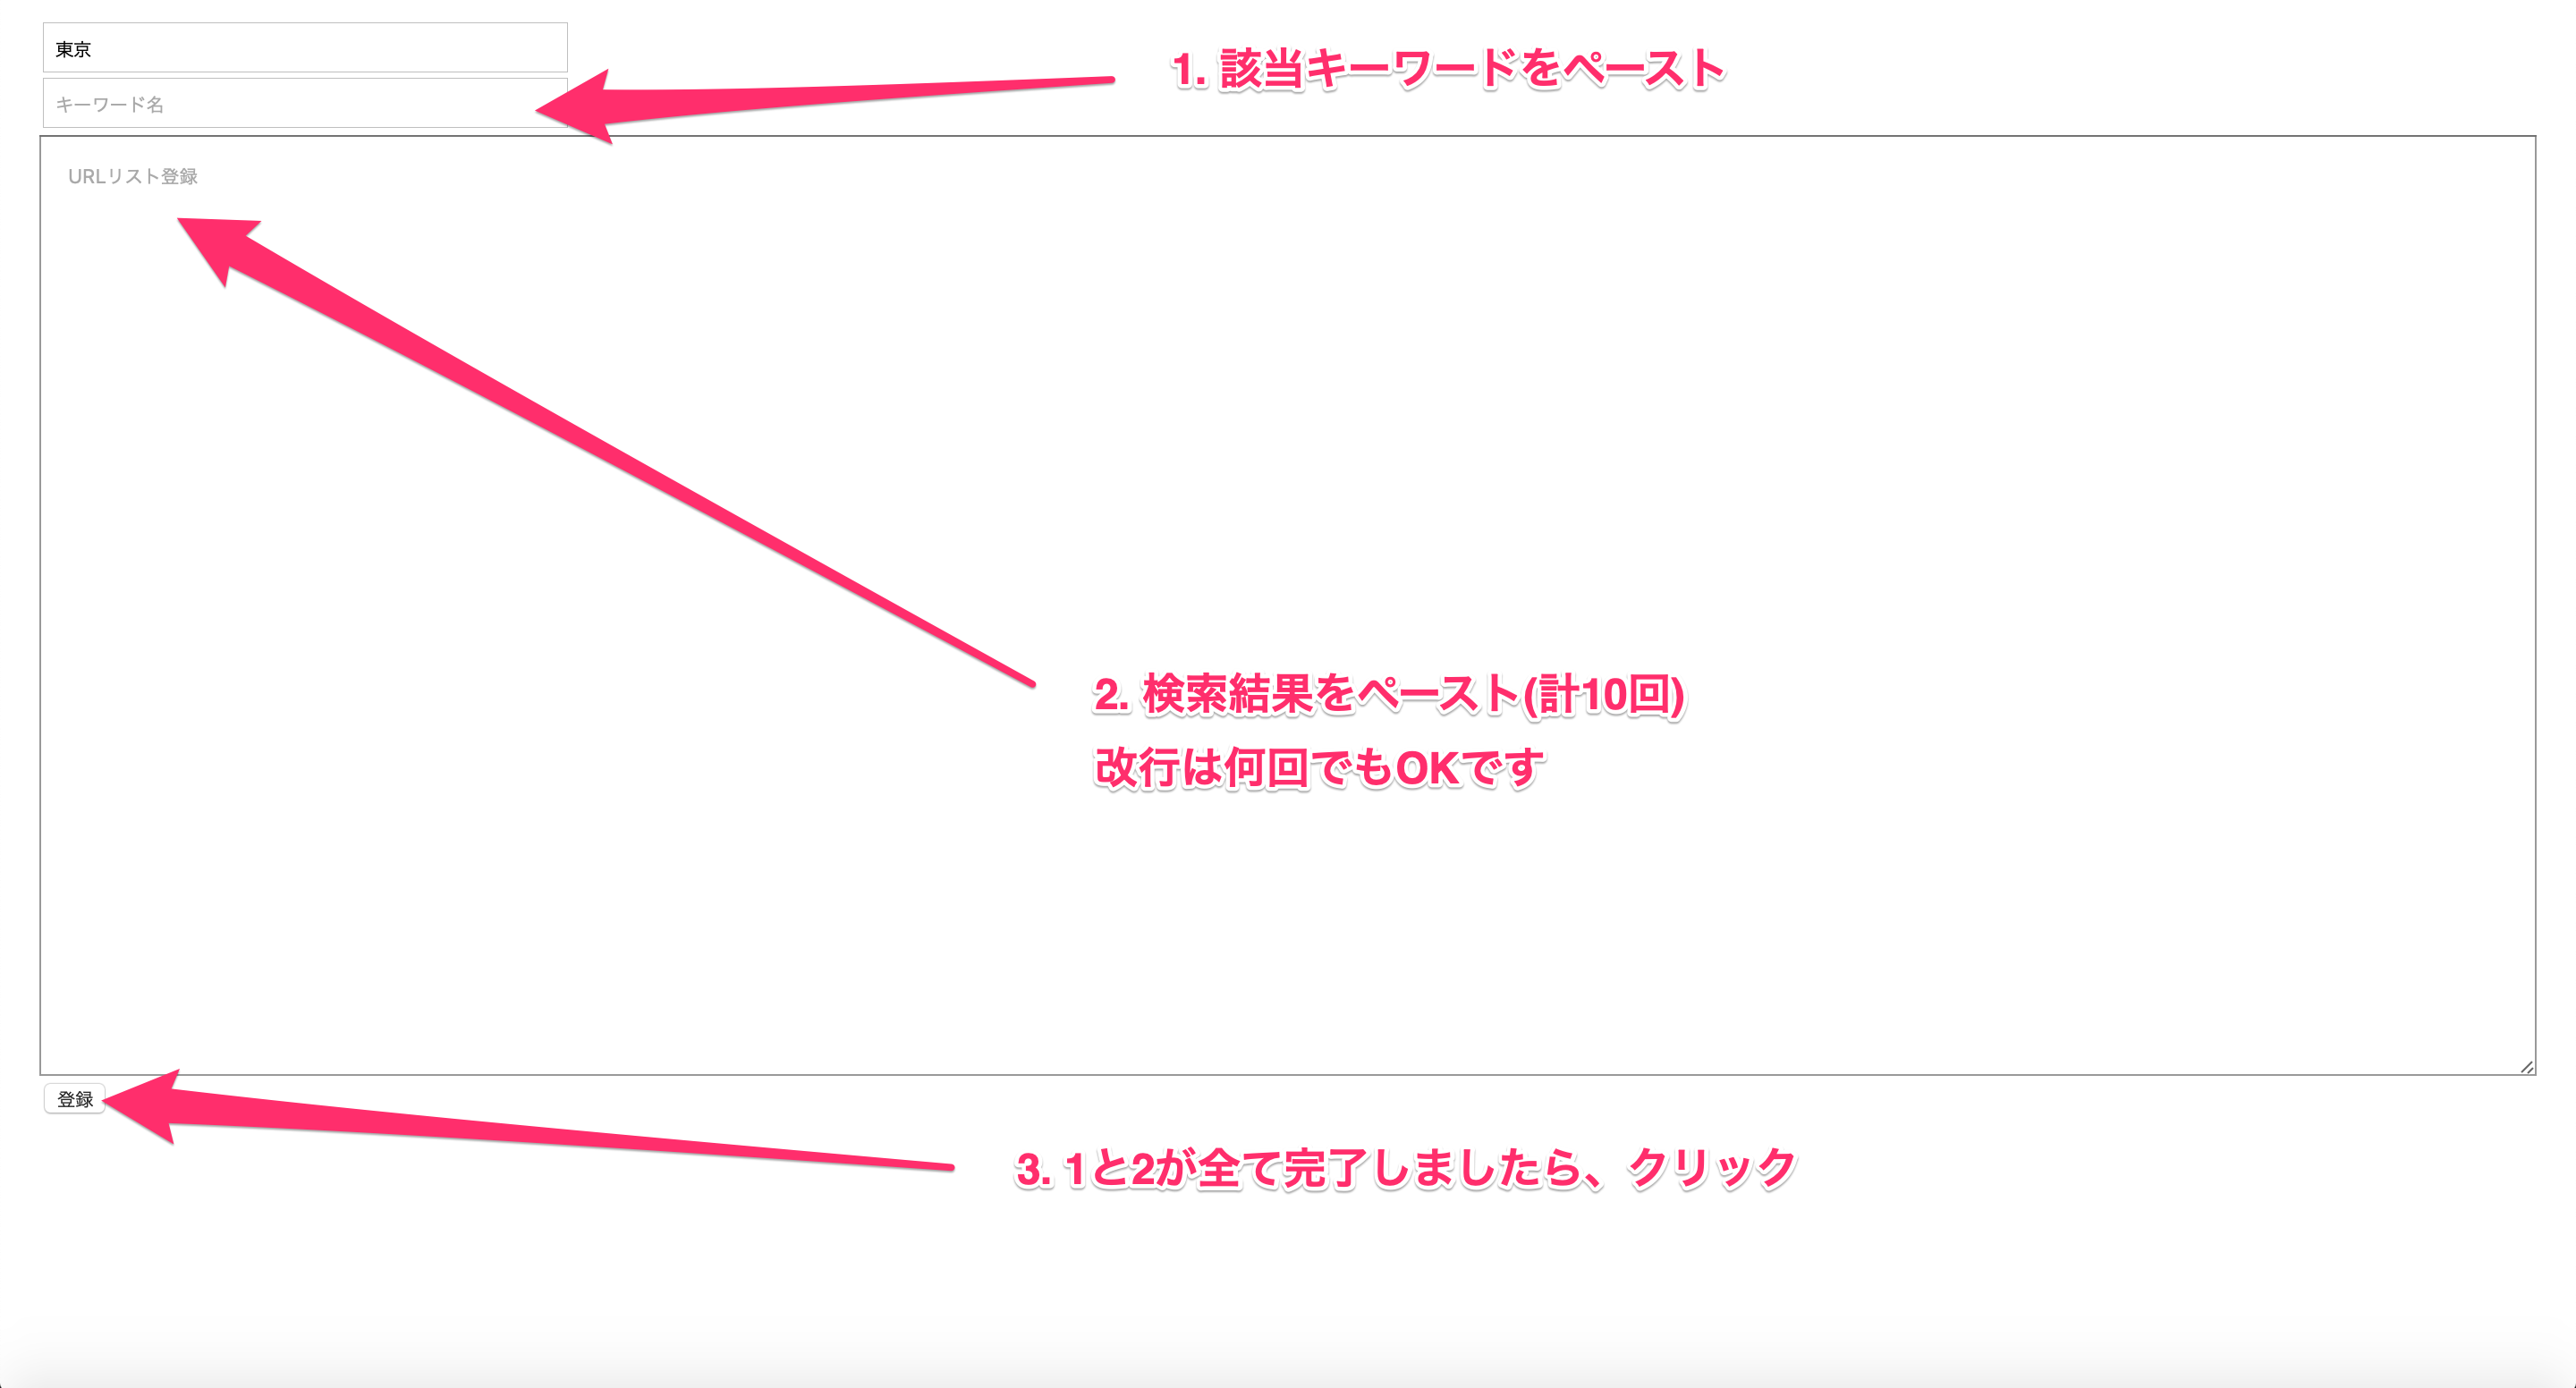 東京
1. 該当キーワードをペースト
キーワード名
URLリスト登録
2. 検索結果をペースト(計10回)
改行は何回でもOKです
登録
3. 1と2が全て完了しましたら、クリック